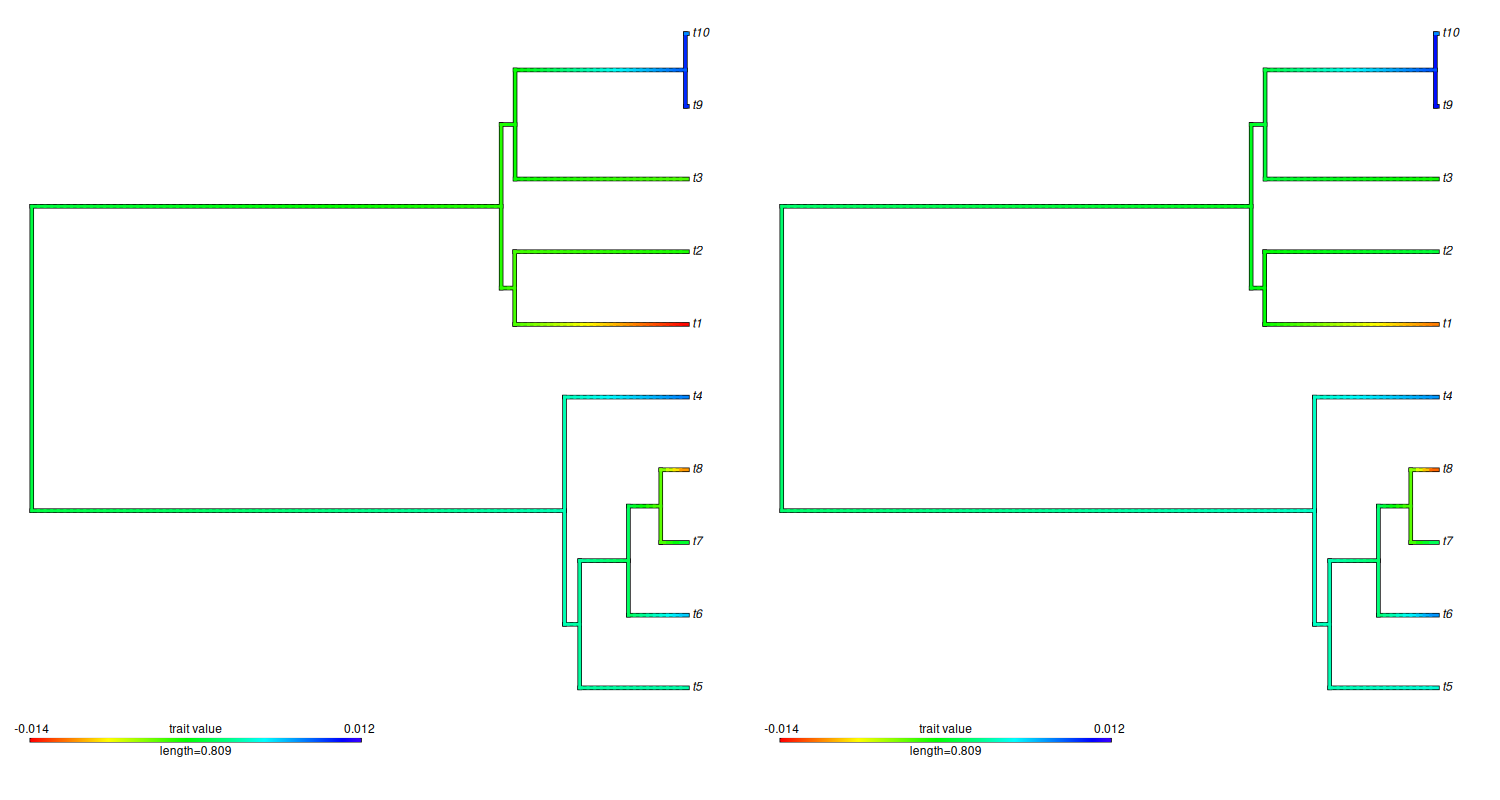 t10
t9
t3
t2
t1
t4
t8
t7
t6
t5
-0.014 trait value 0.012
length=0.809
t10
t9
t3
t2
t1
t4
t8
t7
t6
t5
-0.014 trait value 0.012
length=0.809